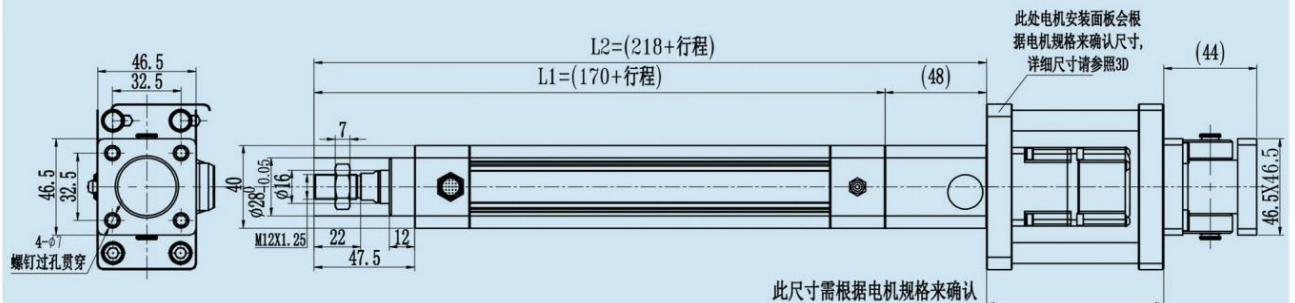 此处电机安装面板会根
据电机规格来确认尺寸,
详细尺寸请参照3D
L2=(218+行程)
(44)
46.5
32.5
L1=(170+行程)
(48)
7
46.5
32.5
40
ø28 0 -0.05
ø16
46.5X46.5
M12X1.25
22
12
47.5
4-ø7
螺钉过孔贯穿
此尺寸需根据电机规格来确认